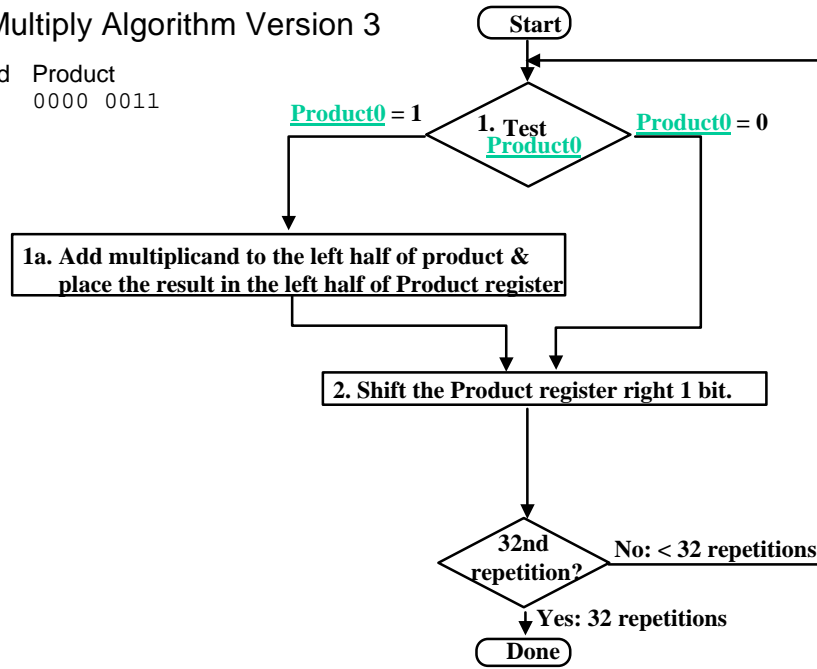 Multiply Algorithm Version 3
d Product
0000 0011
Start
Product0 = 1
1. Test
Product0
Product0 = 0
1a. Add multiplicand to the left half of product &
place the result in the left half of Product register
2. Shift the Product register right 1 bit.
32nd
repetition?
No: < 32 repetitions
Yes: 32 repetitions
Done